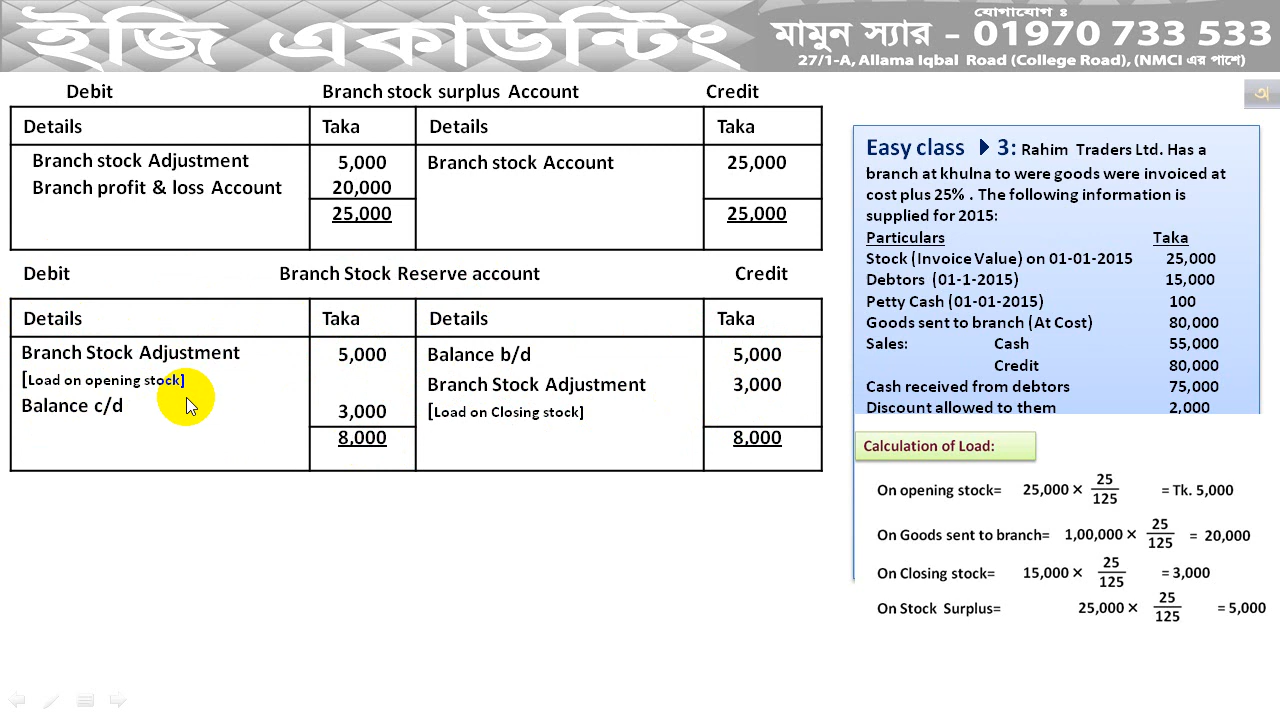 ইজি একাউন্টিং
যোগাযোগ ঃ
মামুন স্যার – 01970 733 533
27/1-A, Allama Iqbal Road (College Road), (NMCI এর পাশে)
অ
Debit Branch stock surplus Account Credit
Details Taka Details Taka
Branch stock Adjustment 5,000 Branch stock Account 25,000
Branch profit & loss Account 20,000
25,000 25,000
Debit Branch Stock Reserve account Credit
Details Taka Details Taka
Branch Stock Adjustment 5,000 Balance b/d 5,000
[Load on opening stock] Branch Stock Adjustment 3,000
Balance c/d 3,000 [Load on Closing stock]
8,000 8,000
Easy class 3: Rahim Traders Ltd. Has a
branch at khulna to were goods were invoiced at
cost plus 25% . The following information is
supplied for 2015:
Particulars Taka
Stock (Invoice Value) on 01-01-2015 25,000
Debtors (01-1-2015) 15,000
Petty Cash (01-01-2015) 100
Goods sent to branch (At Cost) 80,000
Sales: Cash 55,000
Credit 80,000
Cash received from debtors 75,000
Discount allowed to them 2,000
Calculation of Load:
On opening stock= 25,000 × 25/125 = Tk. 5,000
On Goods sent to branch= 1,00,000 × 25/125 = 20,000
On Closing stock= 15,000 × 25/125 = 3,000
On Stock Surplus= 25,000 × 25/125 = 5,000